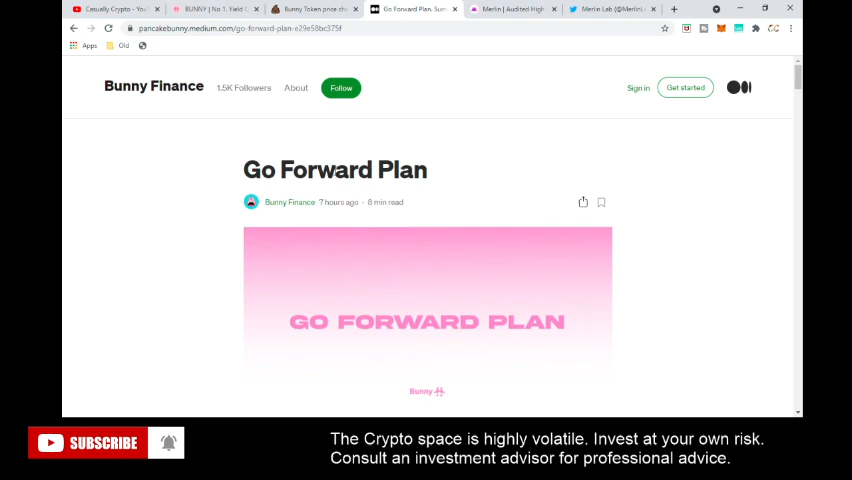 Casually Crypto - You
BUNNY | No 1. Yield C
Bunny Token price cha
Go Forward Plan. Sum
Merlin | Audited High
Merlin Lab (@MerlinLa
pancakebunny.medium.com/go-forward-plan-e29e58bc375f
Apps
Old
Bunny Finance
1.5K Followers
About
Follow
Sign in
Get started
Go Forward Plan
Bunny Finance 7 hours ago · 8 min read
GO FORWARD PLAN
Bunny
SUBSCRIBE
The Crypto space is highly volatile. Invest at your own risk.
Consult an investment advisor for professional advice.